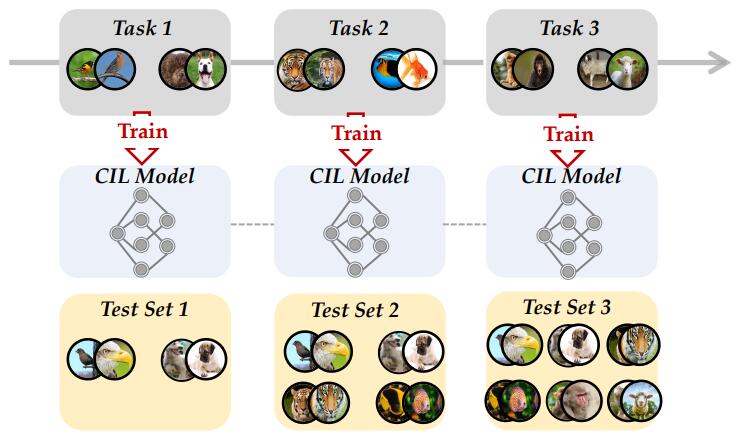 Task 1
Task 2
Task 3
Train
Train
Train
CIL Model
CIL Model
CIL Model
Test Set 1
Test Set 2
Test Set 3